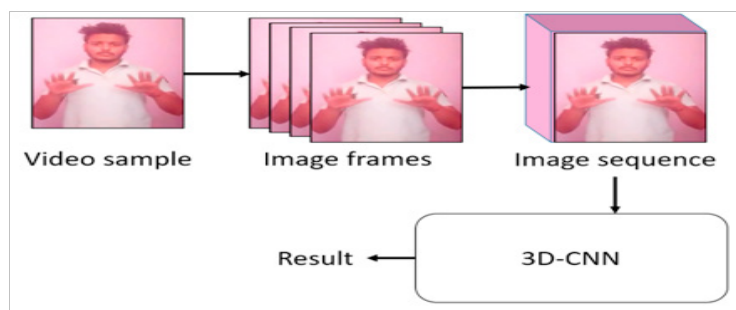 Video sample
Image frames
Image sequence
3D-CNN
Result